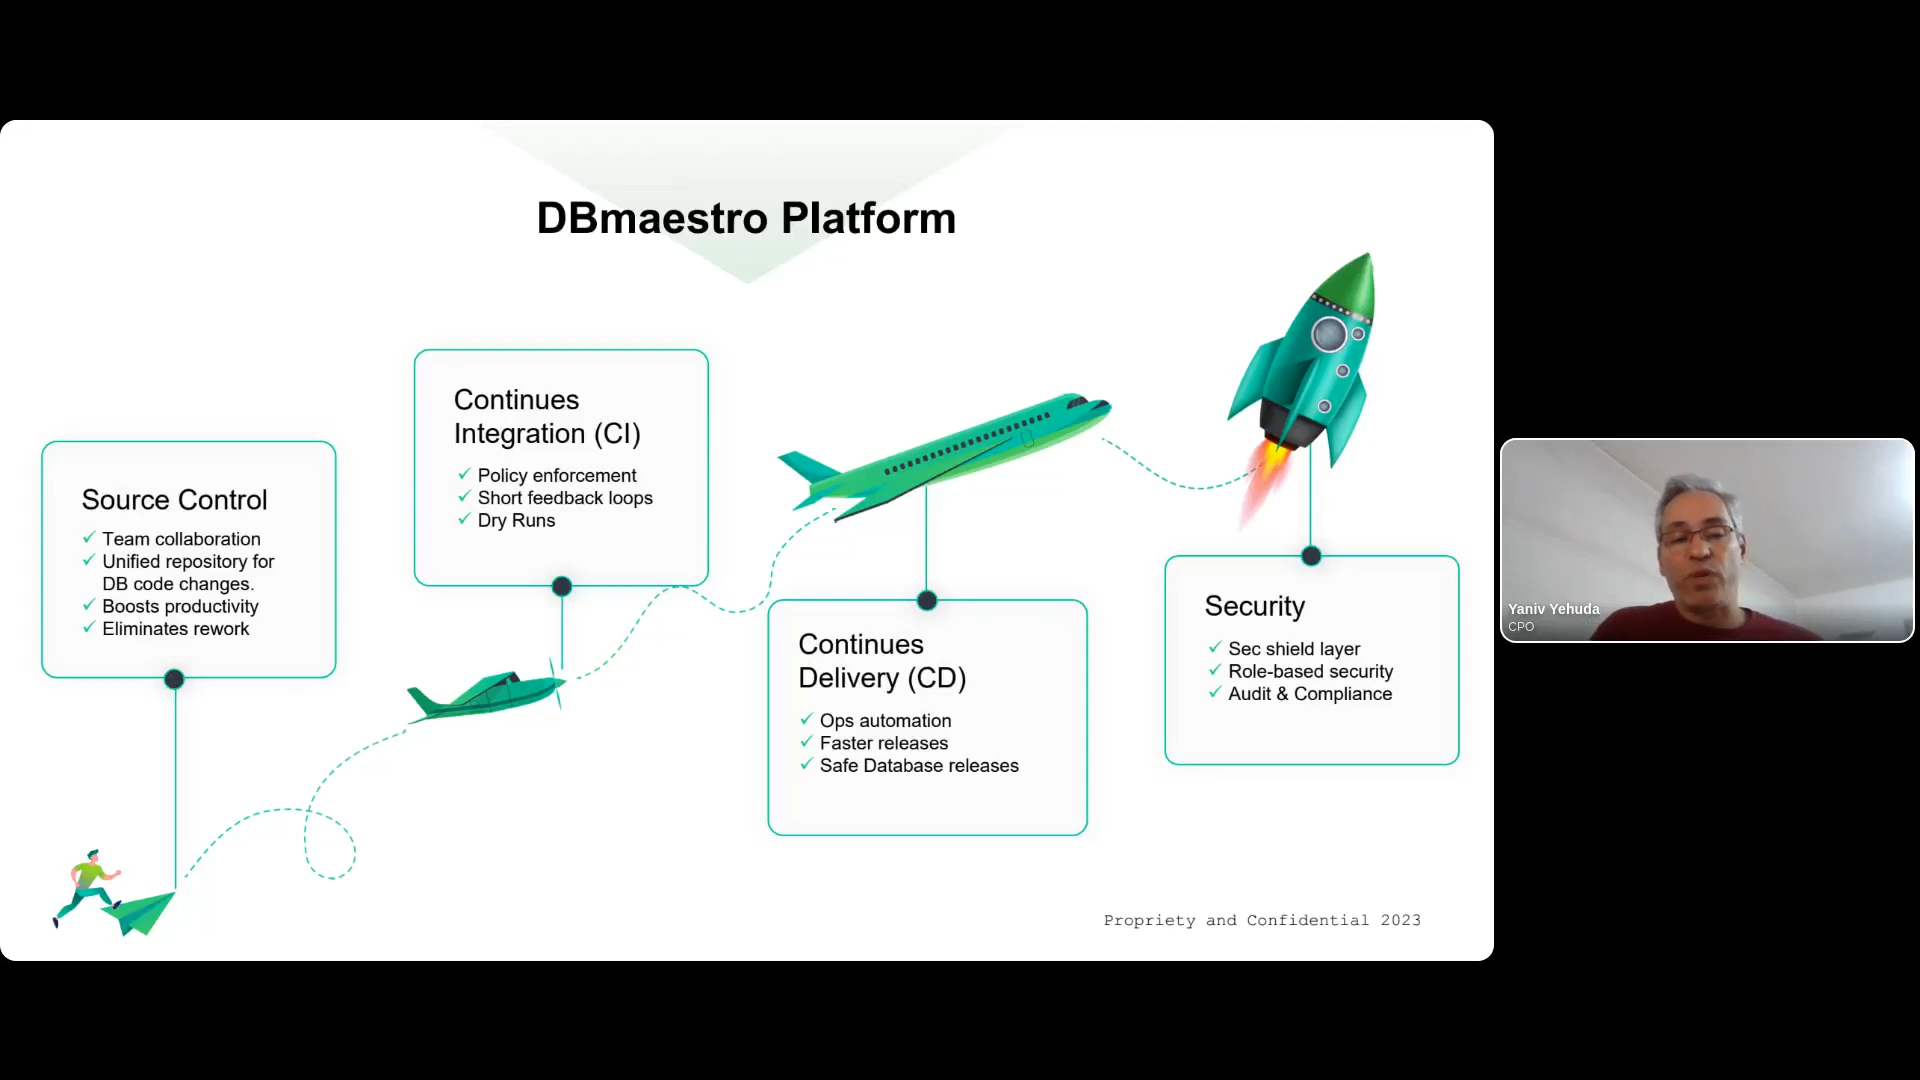 DBmaestro Platform
Source Control
Team collaboration
Unified repository for
DB code changes.
Boosts productivity
Eliminates rework
Continues
Integration (CI)
Policy enforcement
Short feedback loops
Dry Runs
Continues
Delivery (CD)
Ops automation
Faster releases
Safe Database releases
Security
Sec shield layer
Role-based security
Audit & Compliance
Propriety and Confidential 2023
Yaniv Yehuda
CPO